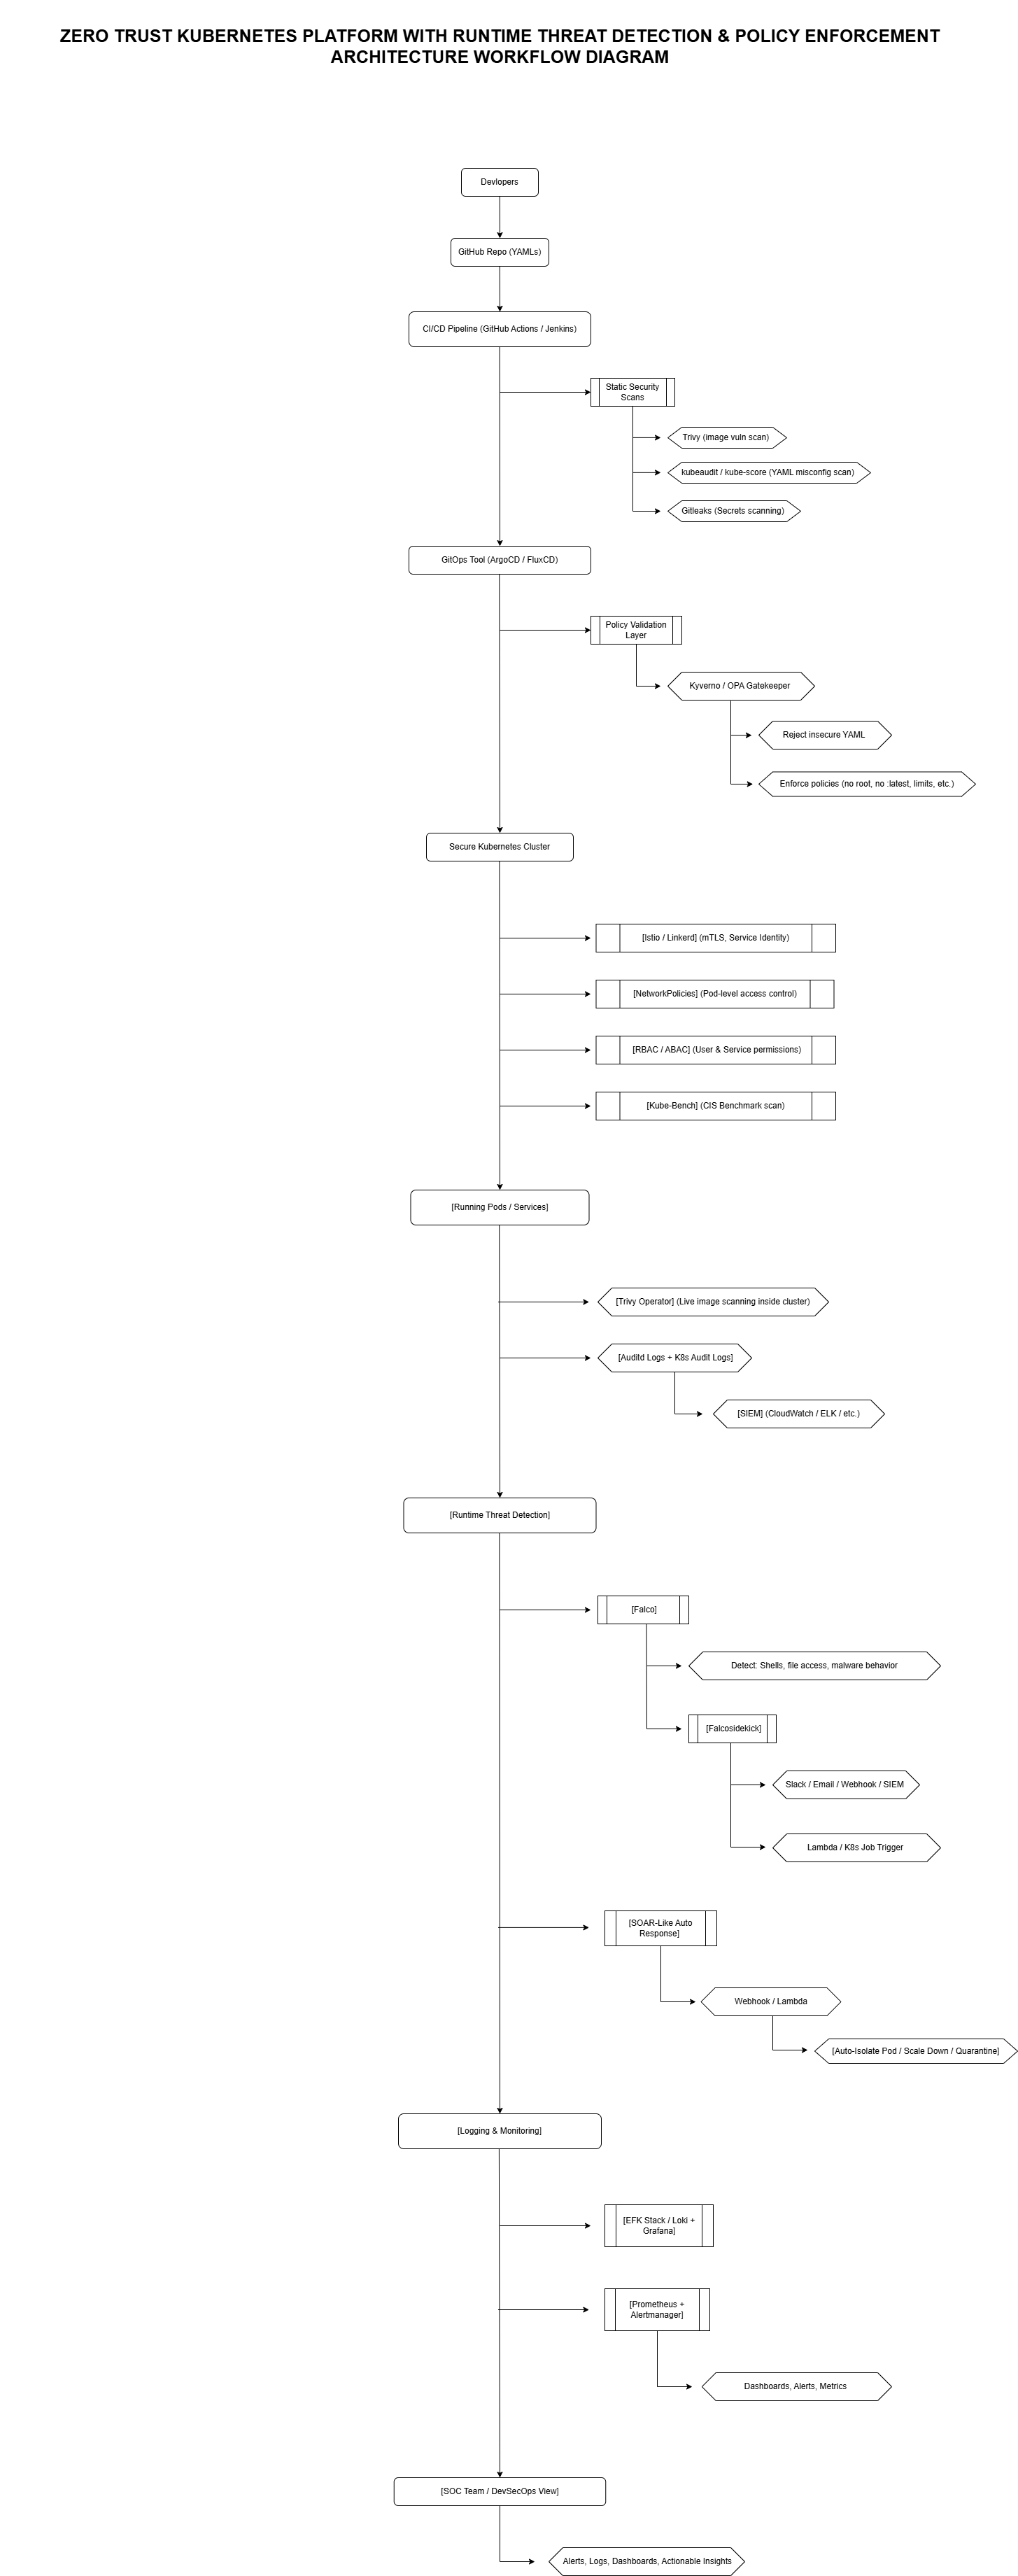 ZERO TRUST KUBERNETES PLATFORM WITH RUNTIME THREAT DETECTION & POLICY ENFORCEMENT
ARCHITECTURE WORKFLOW DIAGRAM
Devlopers
GitHub Repo (YAMLs)
CI/CD Pipeline (GitHub Actions / Jenkins)
Static Security
Scans
Trivy (image vuln scan)
kubeaudit / kube-score (YAML misconfig scan)
Gitleaks (Secrets scanning)
GitOps Tool (ArgoCD / FluxCD)
Policy Validation
Layer
Kyverno / OPA Gatekeeper
Reject insecure YAML
Enforce policies (no root, no :latest, limits, etc.)
Secure Kubernetes Cluster
[Istio / Linkerd] (mTLS, Service Identity)
[NetworkPolicies] (Pod-level access control)
[RBAC / ABAC] (User & Service permissions)
[Kube-Bench] (CIS Benchmark scan)
[Running Pods / Services]
[Trivy Operator] (Live image scanning inside cluster)
[Auditd Logs + K8s Audit Logs]
[SIEM] (CloudWatch / ELK / etc.)
[Runtime Threat Detection]
[Falco]
Detect: Shells, file access, malware behavior
[Falcosidekick]
Slack / Email / Webhook / SIEM
Lambda / K8s Job Trigger
[SOAR-Like Auto
Response]
Webhook / Lambda
[Auto-Isolate Pod / Scale Down / Quarantine]
[Logging & Monitoring]
[EFK Stack / Loki +
Grafana]
[Prometheus +
Alertmanager]
Dashboards, Alerts, Metrics
[SOC Team / DevSecOps View]
Alerts, Logs, Dashboards, Actionable Insights